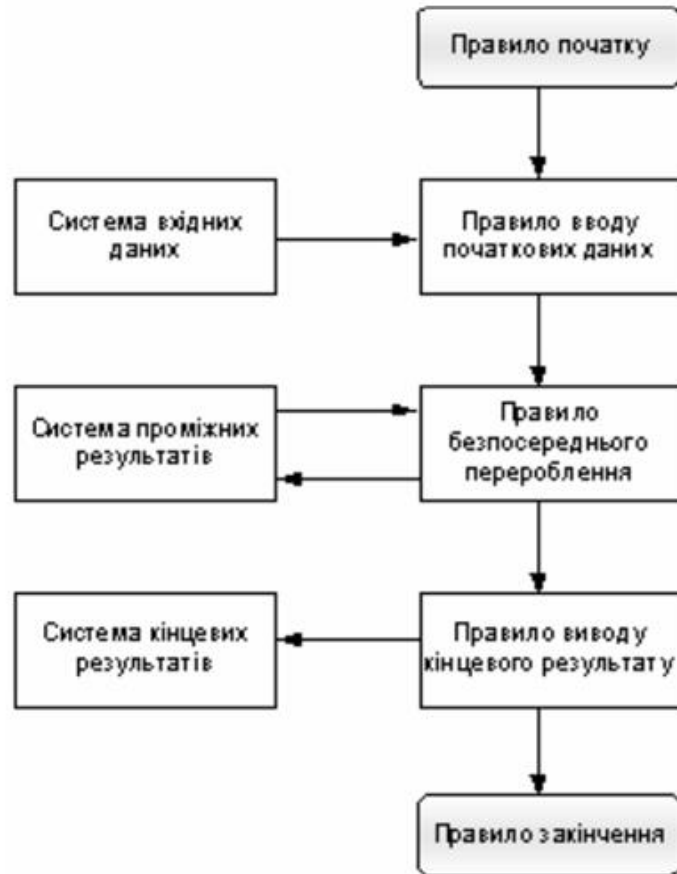 Правило початку
Система вхідних
даних
Правило вводу
початкових даних
Система проміжних
результатів
Правило
безпосереднього
перероблення
Система кінцевих
результатів
Правило виводу
кінцевого результату
Правило закінчення